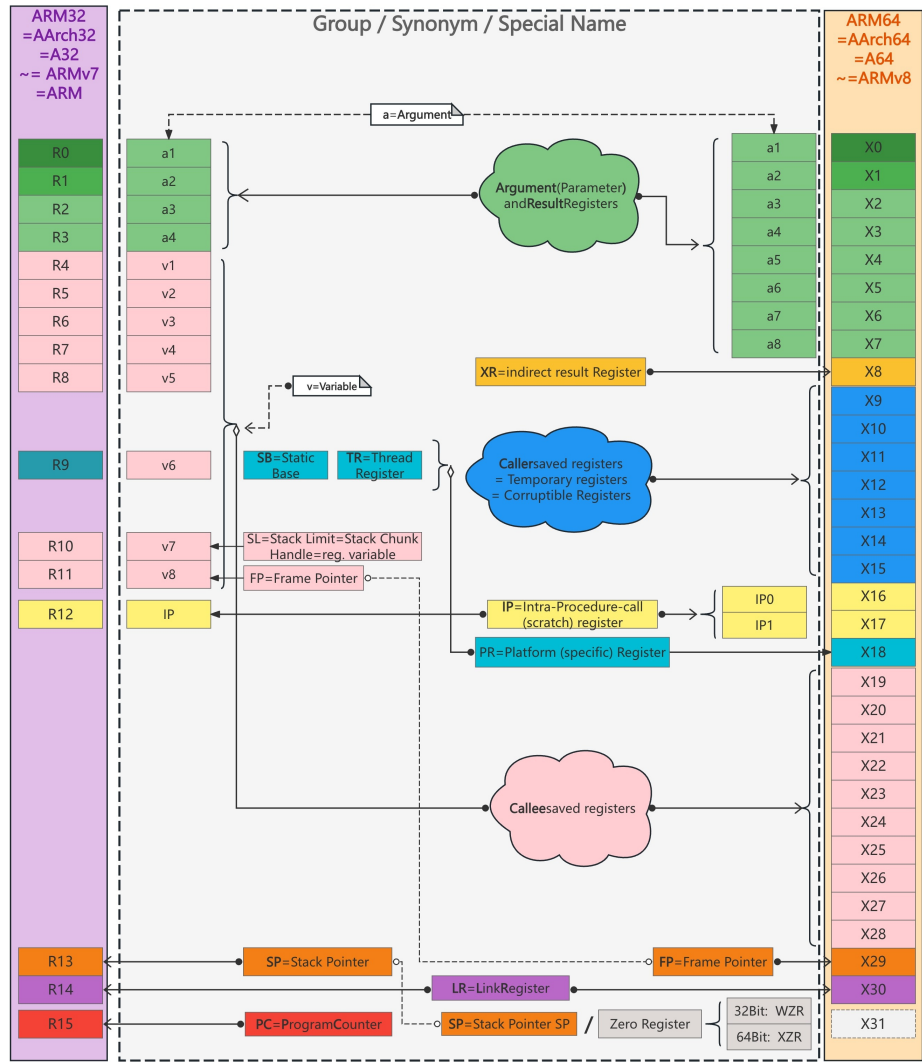 ARM32
=AArch32
=A32
~= ARMv7
=ARM
Group / Synonym / Special Name
ARM64
=AArch64
=A64
~=ARMv8
a=Argument
R0
R1
R2
R3
R4
R5
R6
R7
R8
R9
R10
R11
R12
R13
R14
R15
a1
a2
a3
a4
v1
v2
v3
v4
v5
v6
v7
v8
IP
Argument(Parameter)
andResultRegisters
a1
a2
a3
a4
a5
a6
a7
a8
XR=indirect result Register
v=Variable
SB=Static
Base
TR=Thread
Register
Callersaved registers
= Temporary registers
= Corruptible Registers
SL=Stack Limit=Stack Chunk
Handle=reg. variable
FP=Frame Pointer
IP=Intra-Procedure-call
(scratch) register
IP0
IP1
PR=Platform (specific) Register
Calleesaved registers
SP=Stack Pointer
FP=Frame Pointer
LR=LinkRegister
PC=ProgramCounter
SP=Stack Pointer SP
/
Zero Register
32Bit: WZR
64Bit: XZR
X0
X1
X2
X3
X4
X5
X6
X7
X8
X9
X10
X11
X12
X13
X14
X15
X16
X17
X18
X19
X20
X21
X22
X23
X24
X25
X26
X27
X28
X29
X30
X31